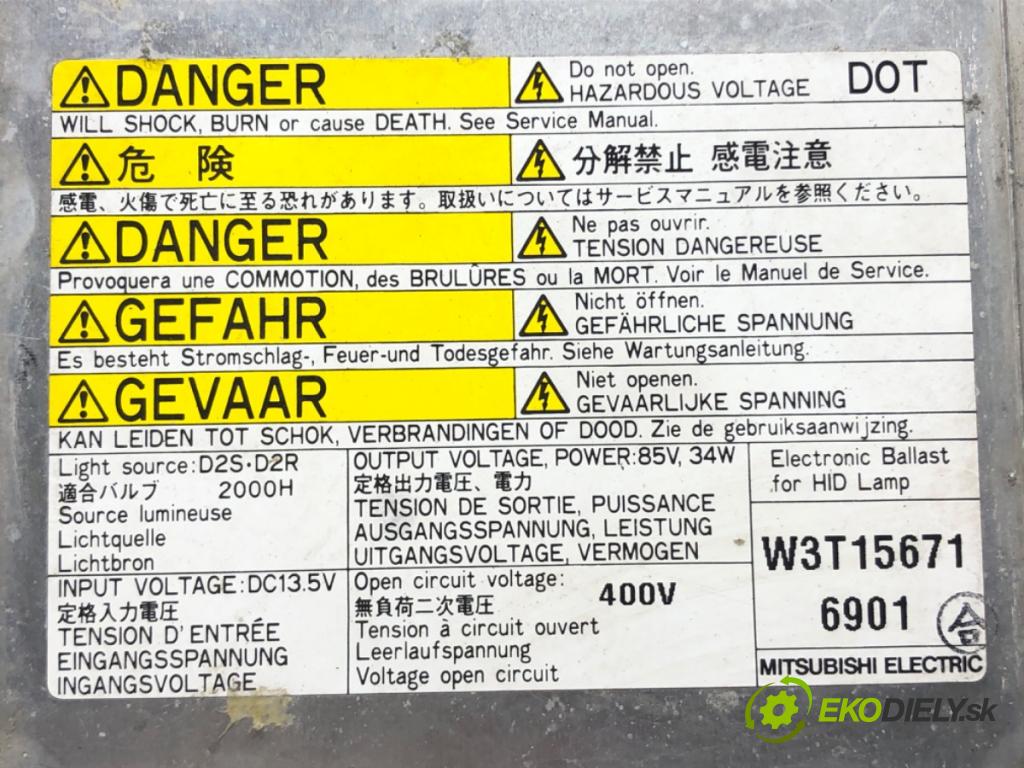 DANGER
Do not open.
HAZARDOUS VOLTAGE
DOT
WILL SHOCK, BURN or cause DEATH. See Service Manual.
危 険
分解禁止 感電注意
感電、火傷で死亡に至る恐れがあります。取扱いについてはサービスマニュアルを参照ください。
DANGER
Ne pas ouvrir.
TENSION DANGEREUSE
Provoquera une COMMOTION, des BRULÛRES ou la MORT. Voir le Manuel de Service.
GEFAHR
Nicht öffnen.
GEFÄHRLICHE SPANNUNG
Es besteht Stromschlag-, Feuer-und Todesgefahr. Siehe Wartungsanleitung.
GEVAAR
Niet openen.
GEVAARLIJKE SPANNING
KAN LEIDEN TOT SCHOK, VERBRANDINGEN OF DOOD. Zie de gebruiksaanwijzing.
Light source:D2S・D2R
適合バルブ 2000H
Source lumineuse
Lichtquelle
Lichtbron
OUTPUT VOLTAGE, POWER:85V, 34W
定格出力電圧、電力
TENSION DE SORTIE, PUISSANCE
AUSGANGSSPANNUNG, LEISTUNG
UITGANGSVOLTAGE, VERMOGEN
Electronic Ballast
for HID Lamp
INPUT VOLTAGE:DC13.5V
定格入力電圧
TENSION D'ENTRÉE
EINGANGSSPANNUNG
INGANGSVOLTAGE
Open circuit voltage:
400V
無負荷二次電圧
Tension à circuit ouvert
Leerlaufspannung
Voltage open circuit
W3T15671
6901 合
MITSUBISHI ELECTRIC
EKODIELY.sk